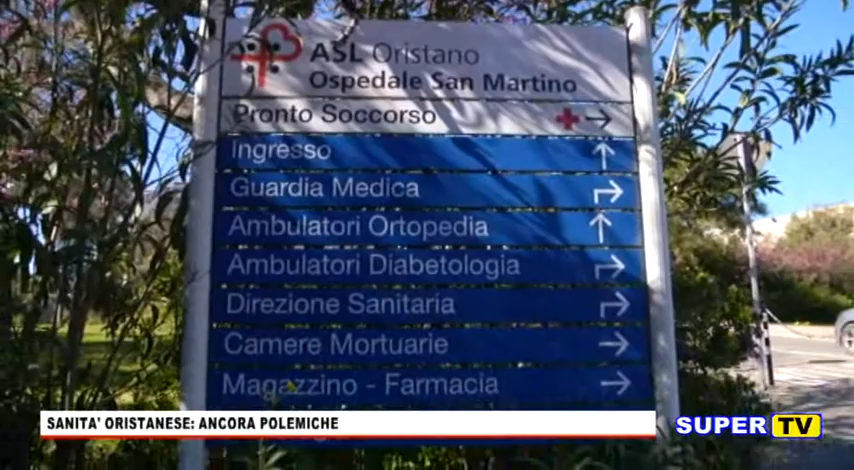 ASL Oristano
Ospedale San Martino
Pronto Soccorso
Ingresso
Guardia Medica
Ambulatori Ortopedia
Ambulatori Diabetologici
Direzione Sanitaria
Camere Mortuarie
Magazzino - Farmacia
SANITA' ORISTANESE: ANCORA POLEMICHE
SUPER TV